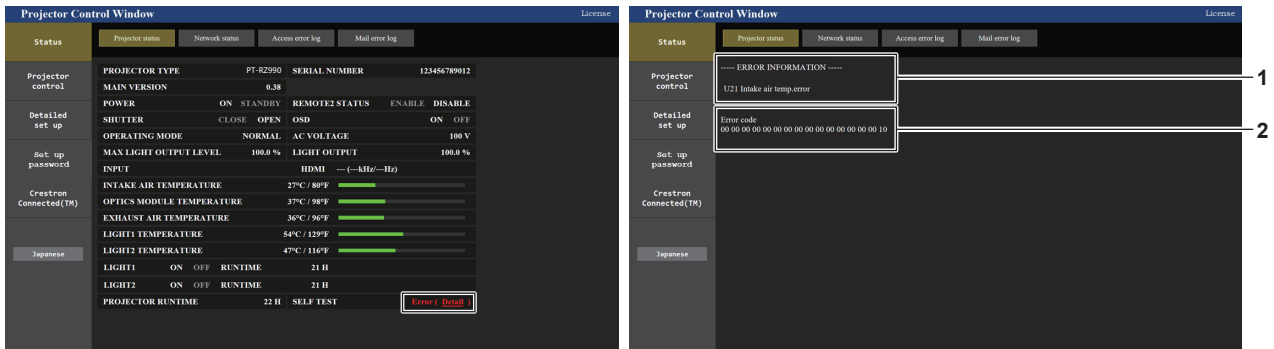 Projector Control Window License
Status
Projector status Network status Access error log Mail error log
Projector
control
Detailed
set up
Set up
password
Crestron
Connected(TM)
Japanese
PROJECTOR TYPE PT-RZ990 SERIAL NUMBER 123456789012
MAIN VERSION 0.38
POWER ON STANDBY REMOTE2 STATUS ENABLE DISABLE
SHUTTER CLOSE OPEN OSD ON OFF
OPERATING MODE NORMAL AC VOLTAGE 100 V
MAX LIGHT OUTPUT LEVEL 100.0 % LIGHT OUTPUT 100.0 %
INPUT HDMI --- (---kHz/---Hz)
INTAKE AIR TEMPERATURE 27°C / 80°F
OPTICS MODULE TEMPERATURE 37°C / 98°F
EXHAUST AIR TEMPERATURE 36°C / 96°F
LIGHT1 TEMPERATURE 54°C / 129°F
LIGHT2 TEMPERATURE 47°C / 116°F
LIGHT1 ON OFF RUNTIME 21 H
LIGHT2 ON OFF RUNTIME 21 H
PROJECTOR RUNTIME 22 H SELF TEST Error ( Detail )
Projector Control Window License
Status
Projector status Network status Access error log Mail error log
Projector
control
Detailed
set up
Set up
password
Crestron
Connected(TM)
Japanese
----- ERROR INFORMATION -----
U21 Intake air temp.error
1
Error code
00 00 00 00 00 00 00 00 00 00 00 00 00 00 00 10
2